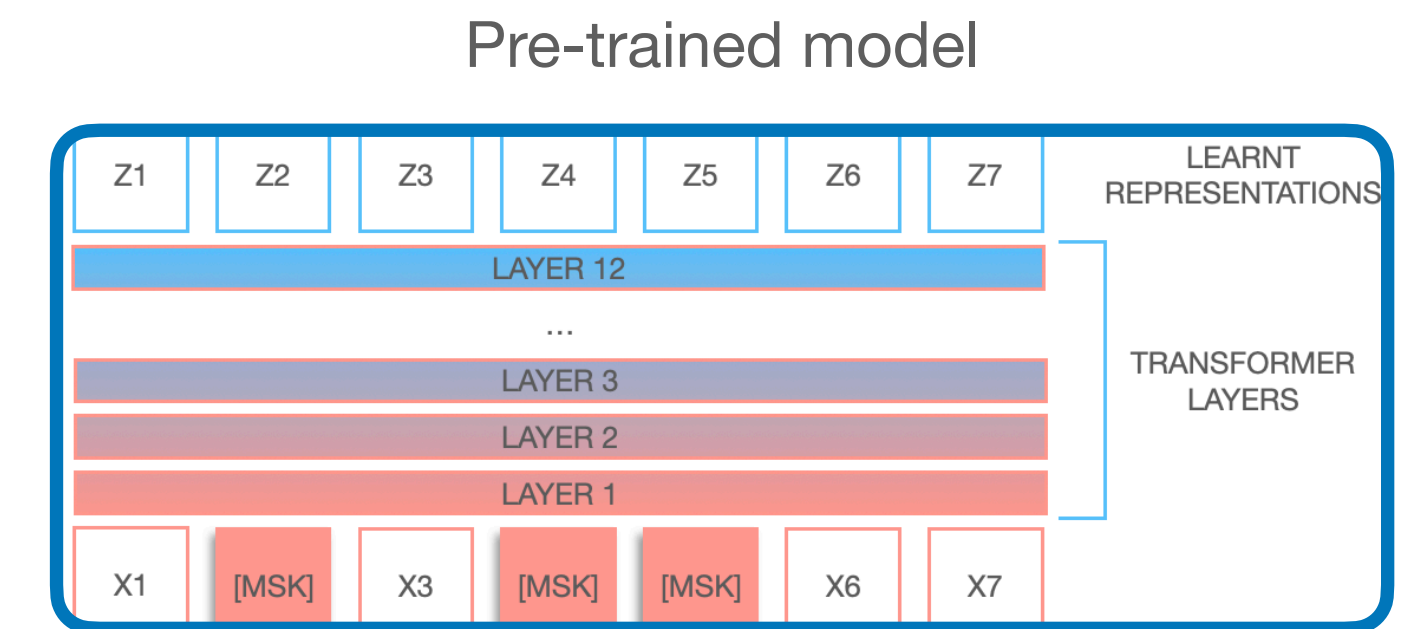 Pre-trained model
Z1 Z2 Z3 Z4 Z5 Z6 Z7
LEARNT
REPRESENTATIONS
LAYER 12
...
LAYER 3
LAYER 2
LAYER 1
TRANSFORMER
LAYERS
X1 [MSK] X3 [MSK] [MSK] X6 X7